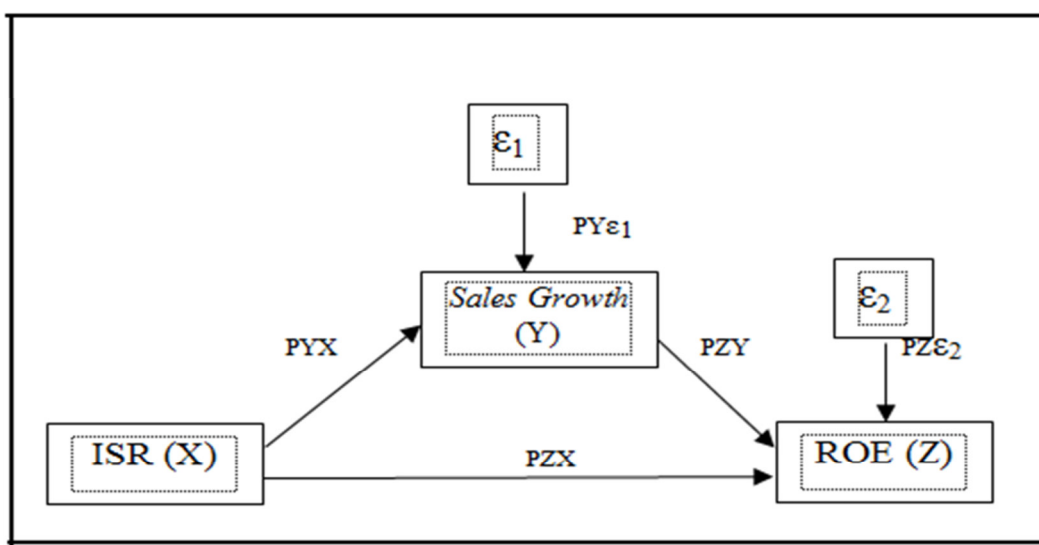 ε₁
PYε₁
Sales Growth
(Y)
ε₂
PYX
PZY
PZε₂
ISR (X)
PZX
ROE (Z)